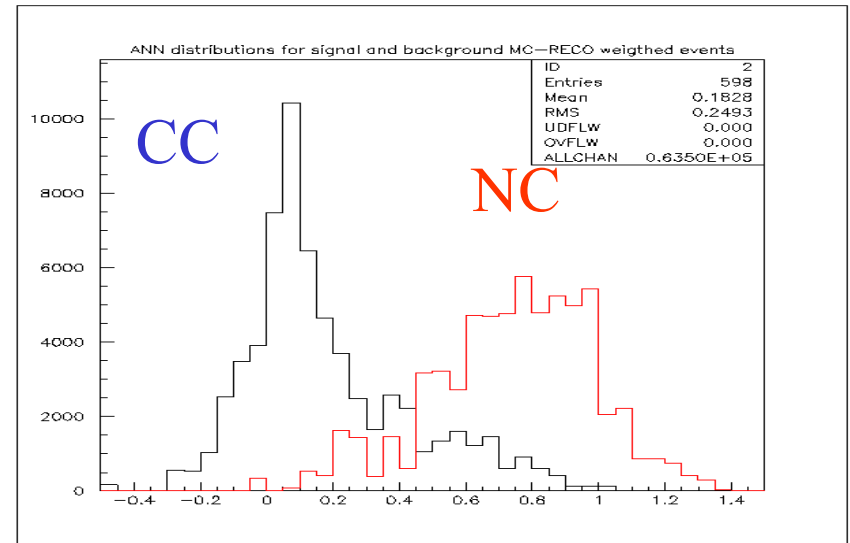 ANN distributions for signal and background MC-RECO weigthed events
ID 2
Entries 598
Mean 0.1828
RMS 0.2493
UDFLW 0.000
OVFLW 0.000
ALLCHAN 0.6350E+05
CC
NC
10000
8000
6000
4000
2000
0
-0.4 -0.2 0 0.2 0.4 0.6 0.8 1 1.2 1.4